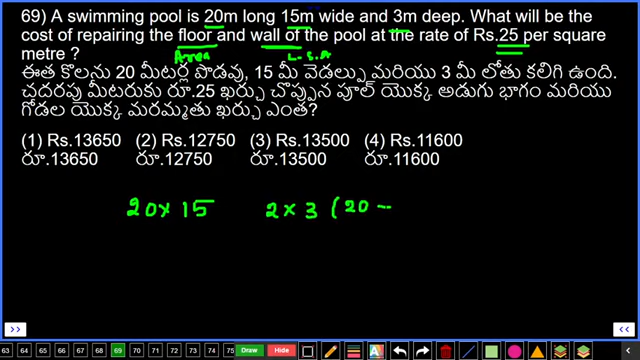 69) A swimming pool is 20m long 15m wide and 3m deep. What will be the
cost of repairing the floor and wall of the pool at the rate of Rs.25 per square
metre ?
Area L.S.A
ఈత కొలను 20 మీటర్ల పొడవు, 15 మీ వెడల్పు మరియు 3 మీ లోతు కలిగి ఉంది.
చదరపు మీటరుకు రూ.25 ఖర్చు చొప్పున పూల్ యొక్క అడుగు భాగం మరియు
గోడల యొక్క మరమ్మతు ఖర్చు ఎంత?
(1) Rs.13650 (2) Rs.12750 (3) Rs.13500 (4) Rs.11600
రూ.13650 రూ.12750 రూ.13500 రూ.11600
20 × 15 2 × 3 (20 -
63 64 65 66 67 68 69 70 71 72 73 74 75 Draw Hide